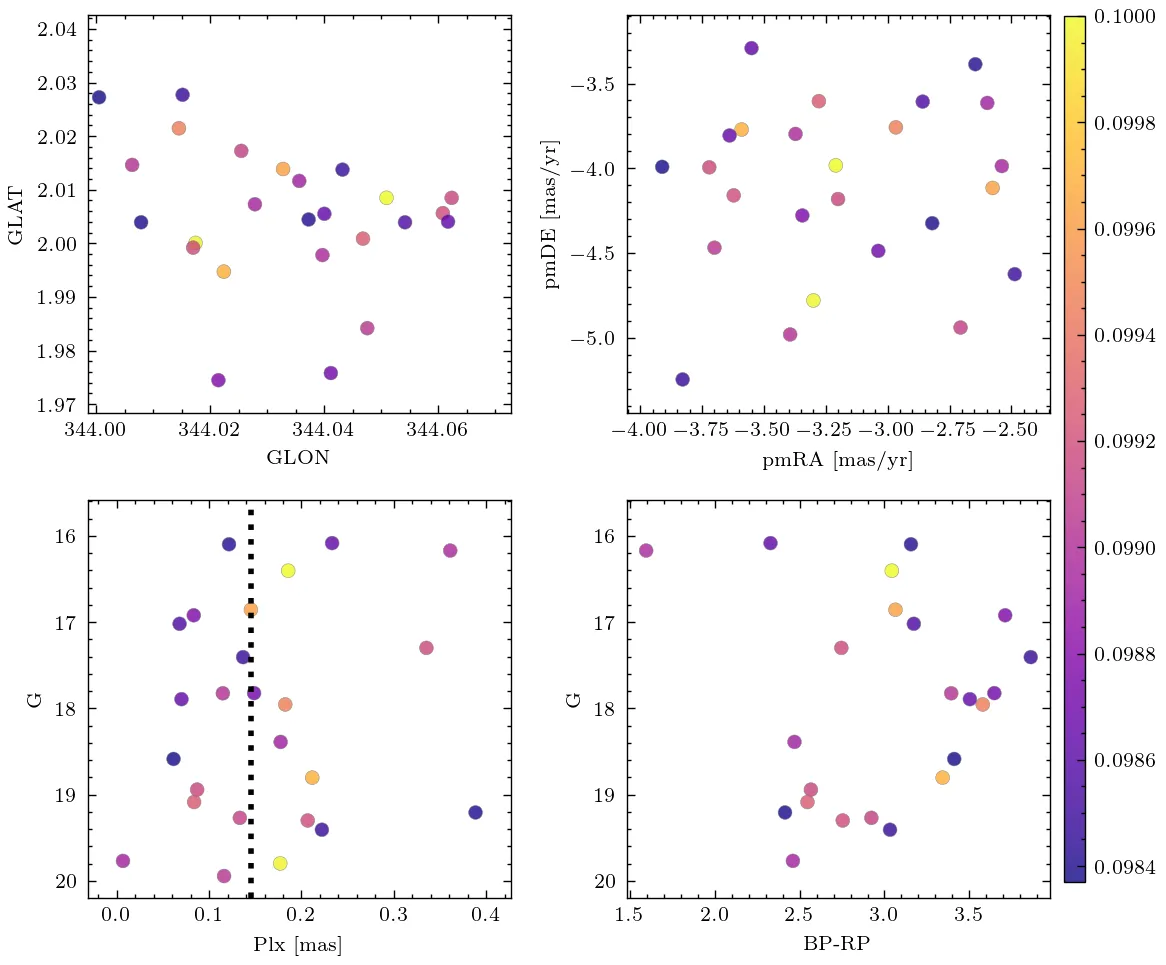 2.04
2.03
2.02
2.01
2.00
1.99
1.98
1.97
GLAT
344.00 344.02 344.04 344.06
GLON
−3.5
−4.0
−4.5
−5.0
pmDE [mas/yr]
−4.00 −3.75 −3.50 −3.25 −3.00 −2.75 −2.50
pmRA [mas/yr]
0.1000
0.0998
0.0996
0.0994
0.0992
0.0990
0.0988
0.0986
0.0984
16
17
18
19
20
G
0.0 0.1 0.2 0.3 0.4
Plx [mas]
16
17
18
19
20
G
1.5 2.0 2.5 3.0 3.5
BP-RP